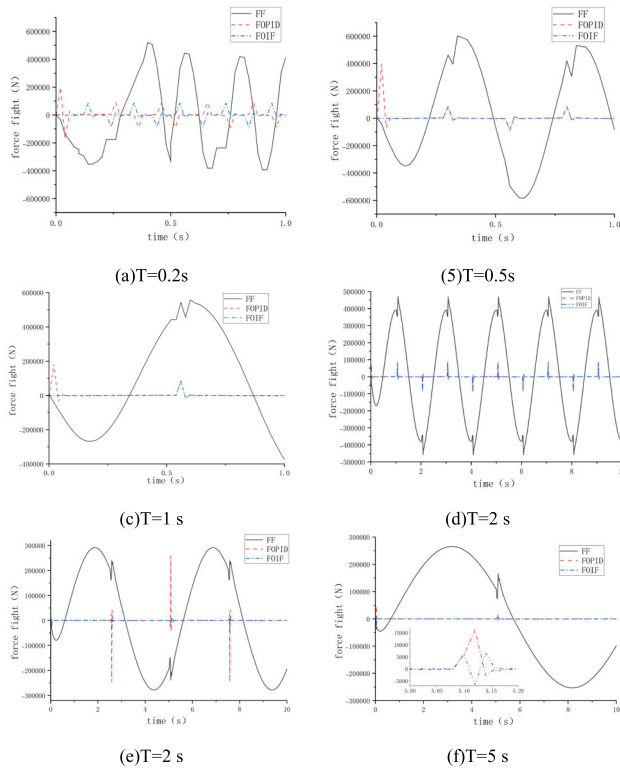 FF
FOPID
FOIF
600000
400000
200000
0
-200000
-400000
-600000
force fight (N)
0.0
0.5
1.0
time (s)
(a)T=0.2s
FF
FOPID
FOIF
600000
400000
200000
0
-200000
-400000
-600000
force fight (N)
0.0
0.5
1.0
time (s)
(5)T=0.5s
FF
FOPID
FOIF
600000
400000
200000
0
-200000
-400000
force fight (N)
0.0
0.5
1.0
time (s)
(c)T=1 s
FF
FOPID
FOIF
500000
400000
300000
200000
100000
0
-100000
-200000
-300000
-400000
-500000
force fight (N)
0
2
4
6
8
10
time (s)
(d)T=2 s
FF
FOPID
FOIF
300000
200000
100000
0
-100000
-200000
-300000
force fight (N)
0
2
4
6
8
10
time (s)
(e)T=2 s
FF
FOPID
FOIF
300000
200000
100000
0
-100000
-200000
-300000
force fight (N)
15000
10000
5000
0
-5000
5.00
5.05
5.10
5.15
5.20
0
2
4
6
8
10
time (s)
(f)T=5 s